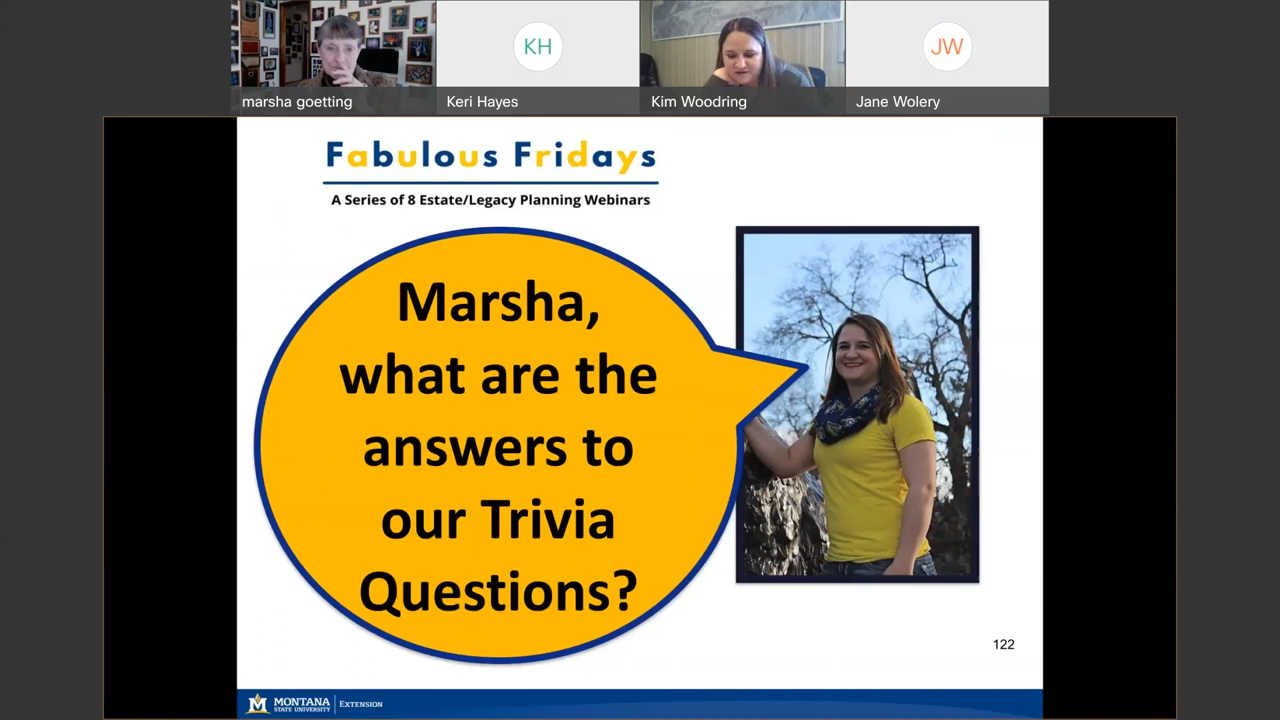 KH
JW
marsha goetting
Keri Hayes
Kim Woodring
Jane Wolery
Fabulous Fridays
A Series of 8 Estate/Legacy Planning Webinars
Marsha,
what are the
answers to
our Trivia
Questions?
122
M MONTANA
STATE UNIVERSITY
EXTENSION